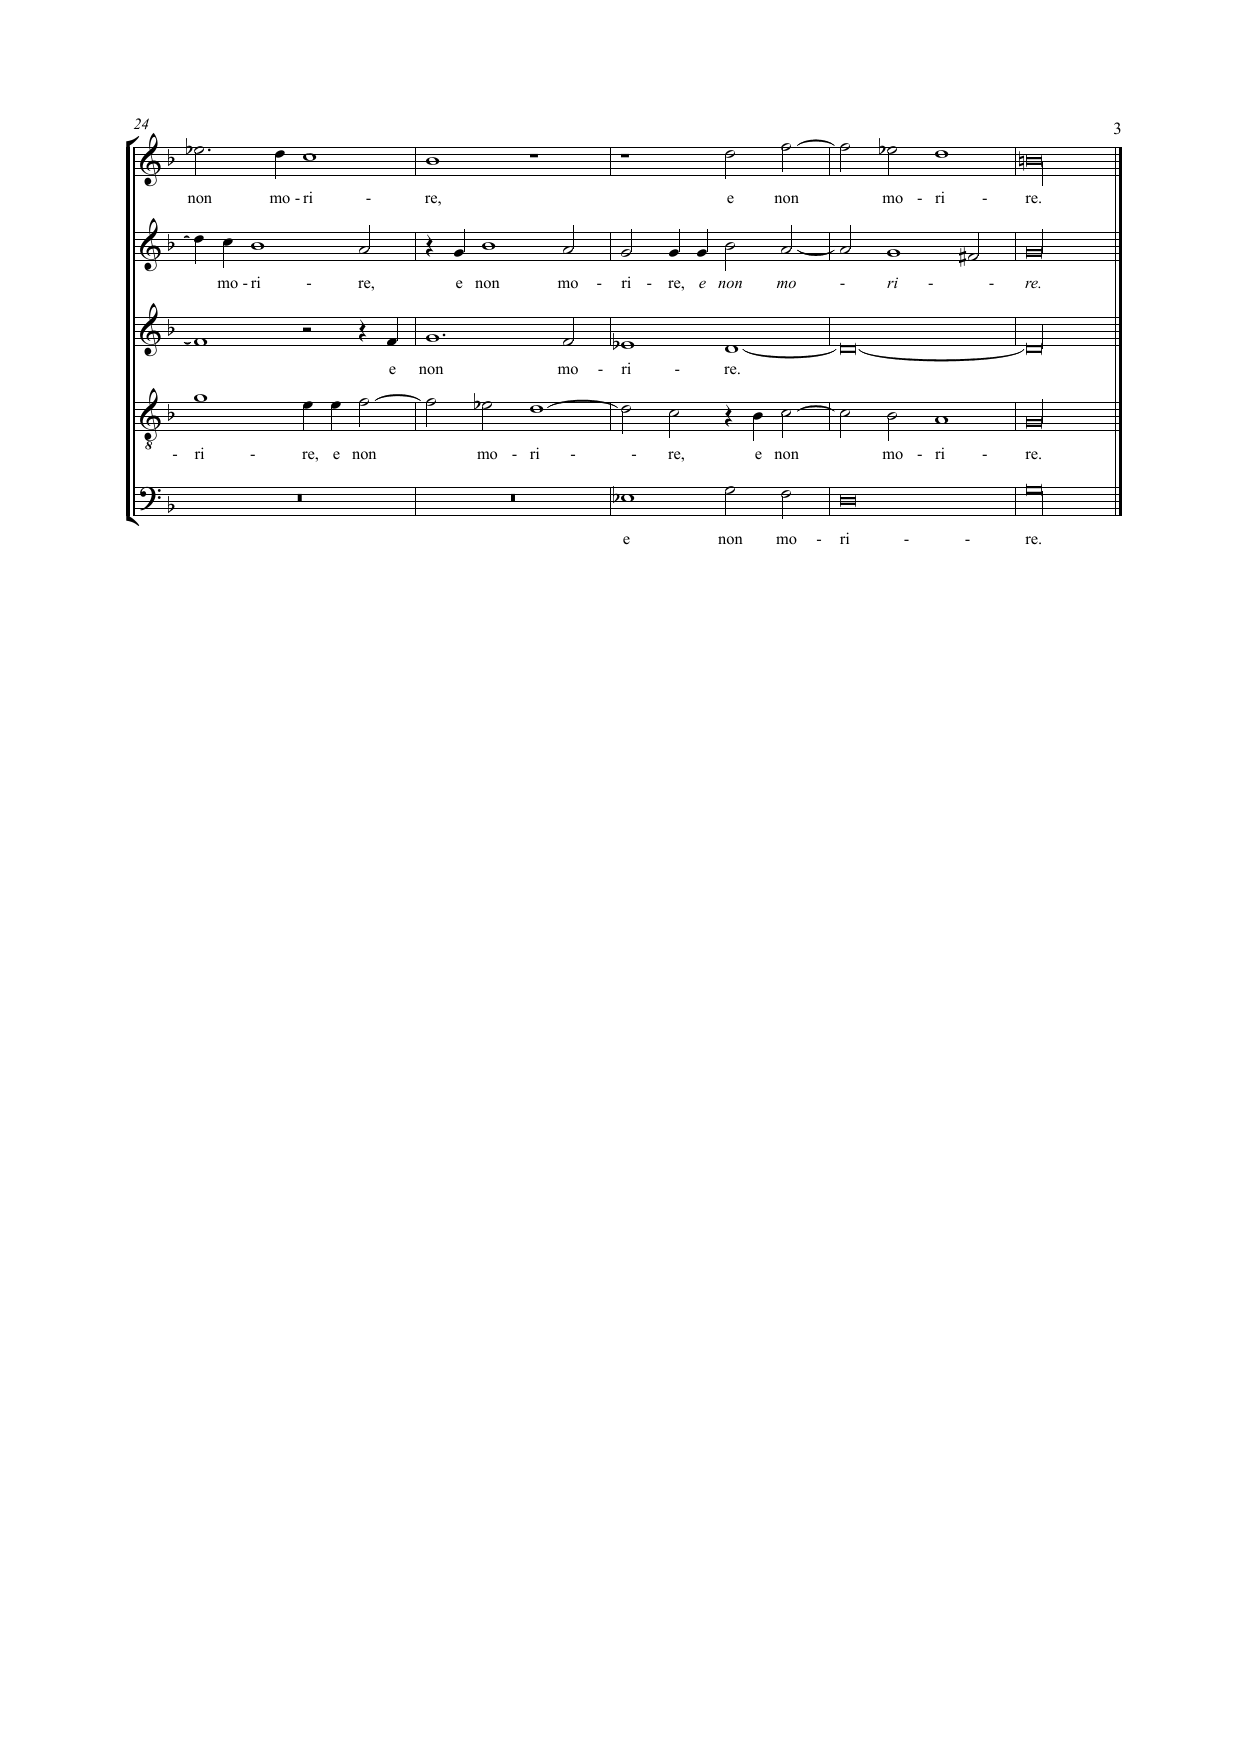 24
3
non mo - ri - re, e non mo - ri - re.
mo - ri - re, e non mo - ri - re, e non mo - ri - - re.
e non mo - ri - re.
- ri - re, e non mo - ri - - re, e non mo - ri - re.
e non mo - ri - - re.